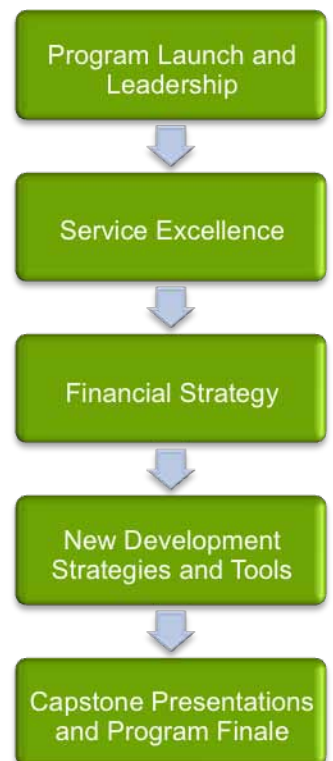 Program Launch and
Leadership
Service Excellence
Financial Strategy
New Development
Strategies and Tools
Capstone Presentations
and Program Finale